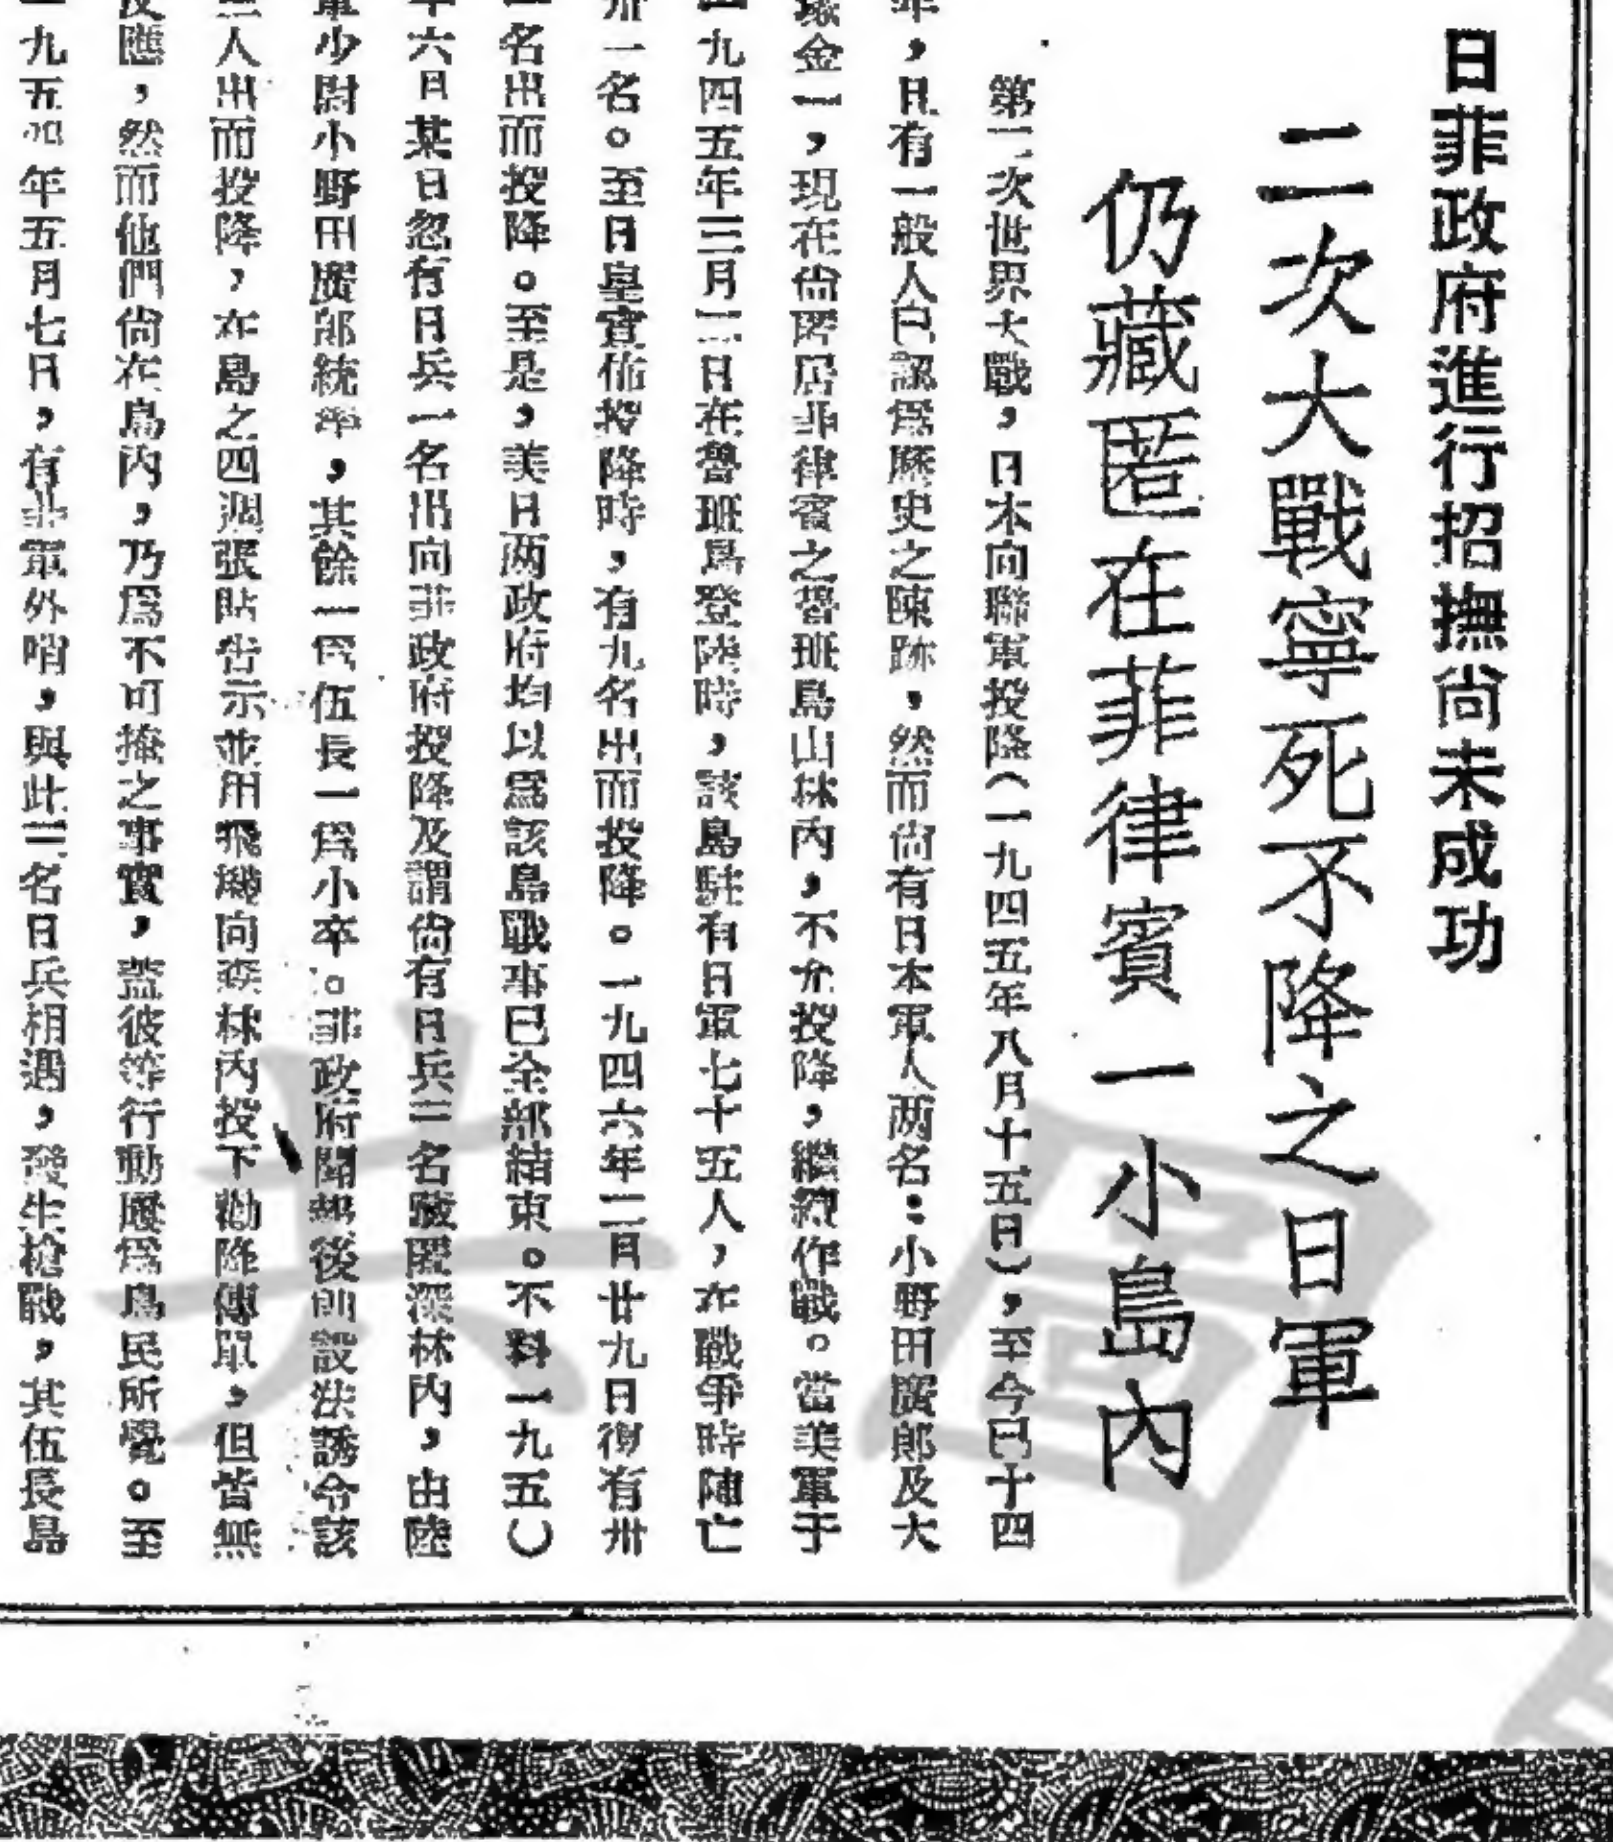 日菲政府進行招撫尚未成功
二次大戰寧死不降之日軍
仍藏匿在菲律賓一小島內
第二次世界大戰，日本向聯軍投降（一九四五年八月十五日），至今已十四
年，且有一般人已認爲歷史之陳跡，然而尙有日本軍人两名：小野田廣郎及大
金一，現在尙匿居菲律賓之魯班島山林內，不允投降，繼續作戰。當美軍于
四九四五年三月二日在魯班島登陸時，該島駐有日軍七十五人，在戰爭時陣亡
卅一名。至日皇宣佈投降時，有九名出而投降。一九四六年二月廿九日復有卅
一名出而投降。至是，美日两政府均以爲該島戰事已全部結束。不料一九五〇
年六月某日忽有日兵一名出向菲政府投降及謂尙有日兵三名藏匿深林内，由陸
軍少尉小野田廣郎統率，其餘一爲伍長一爲小卒。菲政府聞報後卽設法誘令該
三人出而投降，在島之四週張貼告示並用飛機向森林內投下勸降傳單，但皆無
反應，然而他們尙在島內，乃爲不可掩之事實，蓋彼等行動屢爲島民所覺。至
一九五四年五月七日，有菲軍外哨，與此三名日兵相遇，發生槍戰，其伍長島
共 圖